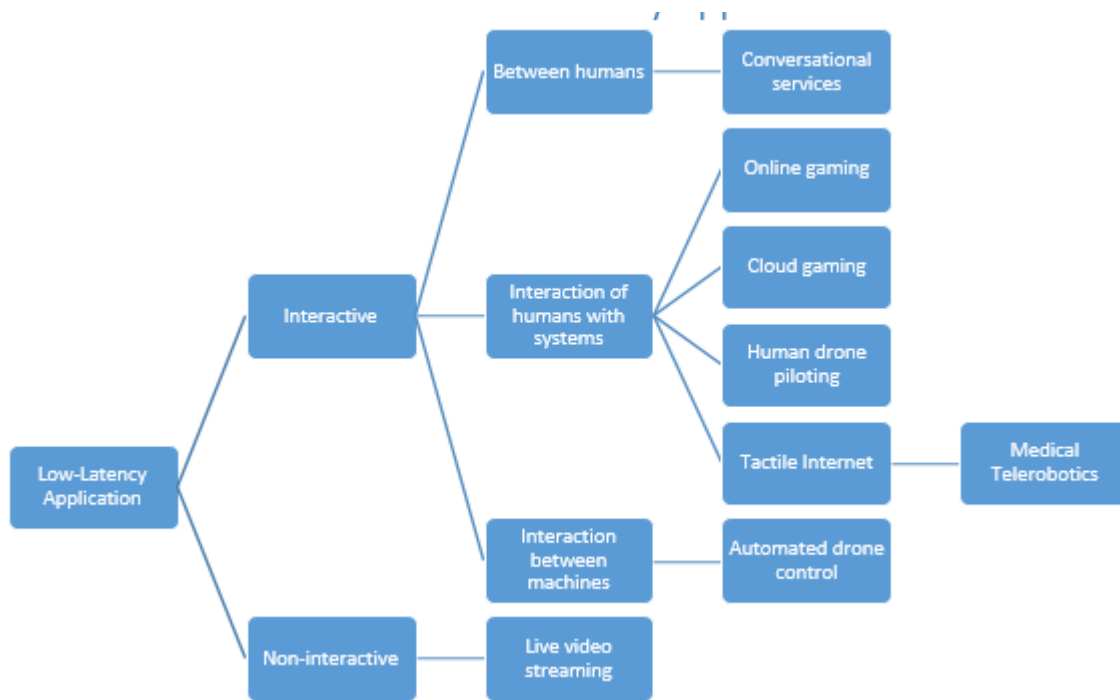 Between humans
Conversational
services
Online gaming
Cloud gaming
Interactive
Interaction of
humans with
systems
Human drone
piloting
Low-Latency
Application
Tactile Internet
Medical
Telerobotics
Interaction
between
machines
Automated drone
control
Non-interactive
Live video
streaming